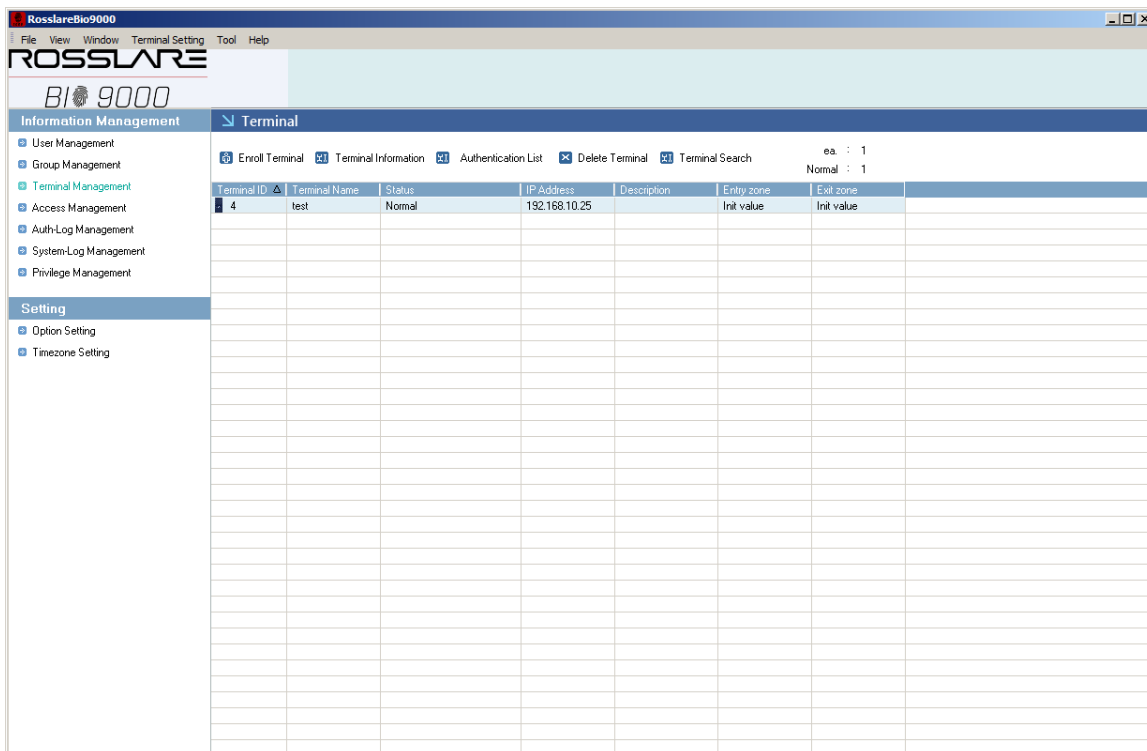 RosslareBio9000
File View Window Terminal Setting Tool Help
ROSSLARE
BIO 9000
Information Management
User Management
Group Management
Terminal Management
Access Management
Auth-Log Management
System-Log Management
Privilege Management
Setting
Option Setting
Timezone Setting
Terminal
Enroll Terminal Terminal Information Authentication List Delete Terminal Terminal Search
ea. : 1
Normal : 1
Terminal ID Terminal Name Status IP Address Description Entry zone Exit zone
4 test Normal 192.168.10.25 Init value Init value